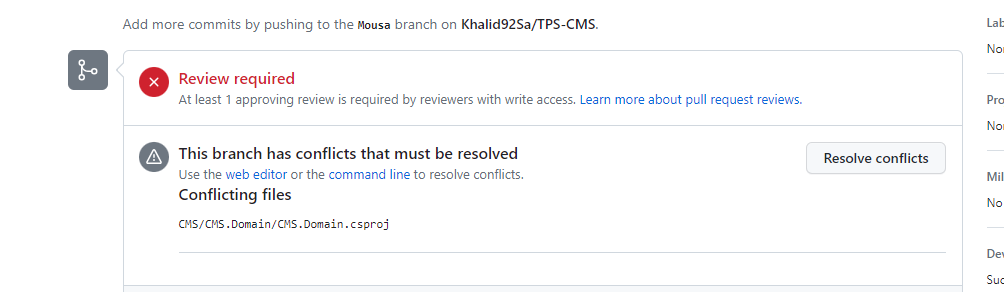 Add more commits by pushing to the Mousa branch on Khalid92Sa/TPS-CMS.
Review required
At least 1 approving review is required by reviewers with write access. Learn more about pull request reviews.
This branch has conflicts that must be resolved
Resolve conflicts
Use the web editor or the command line to resolve conflicts.
Conflicting files
CMS/CMS.Domain/CMS.Domain.csproj
Lab
Pro
Mil
No
Dev
Suc